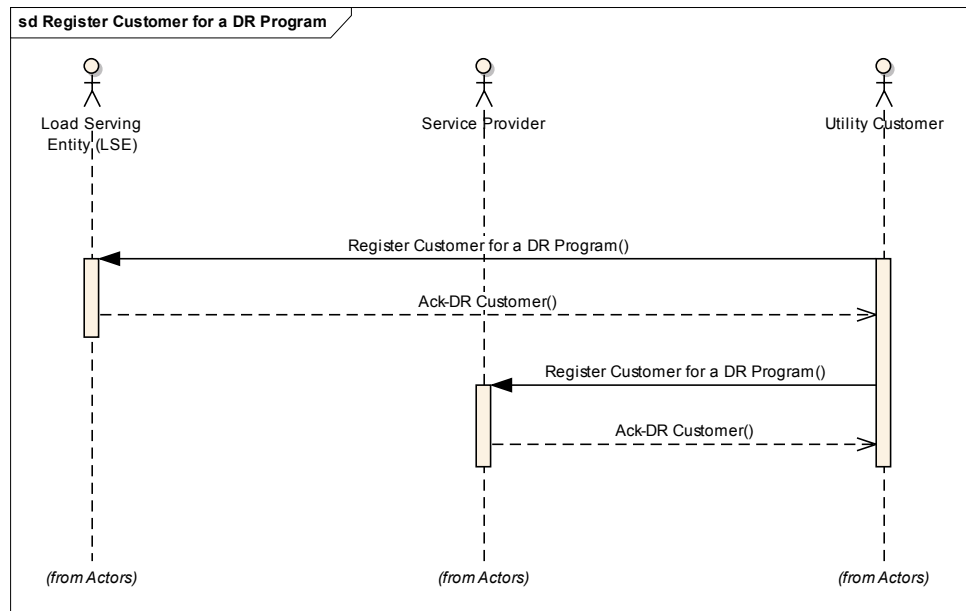 sd Register Customer for a DR Program
Load Serving
Entity (LSE)
Service Provider
Utility Customer
Register Customer for a DR Program()
Ack-DR Customer()
Register Customer for a DR Program()
Ack-DR Customer()
(from Actors)
(from Actors)
(from Actors)